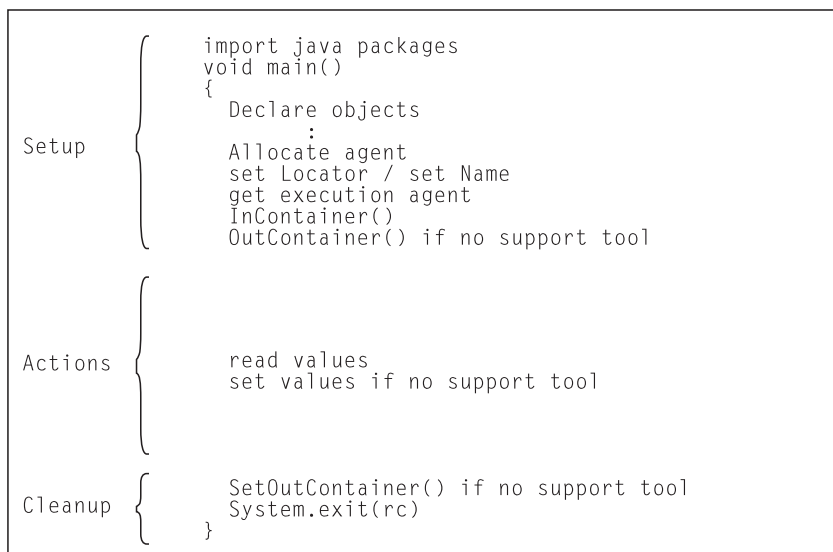 import java packages
void main()
{
Declare objects
:
Setup
Allocate agent
set Locator / set Name
get execution agent
InContainer()
OutContainer() if no support tool
Actions
read values
set values if no support tool
SetOutContainer() if no support tool
Cleanup
System.exit(rc)
}